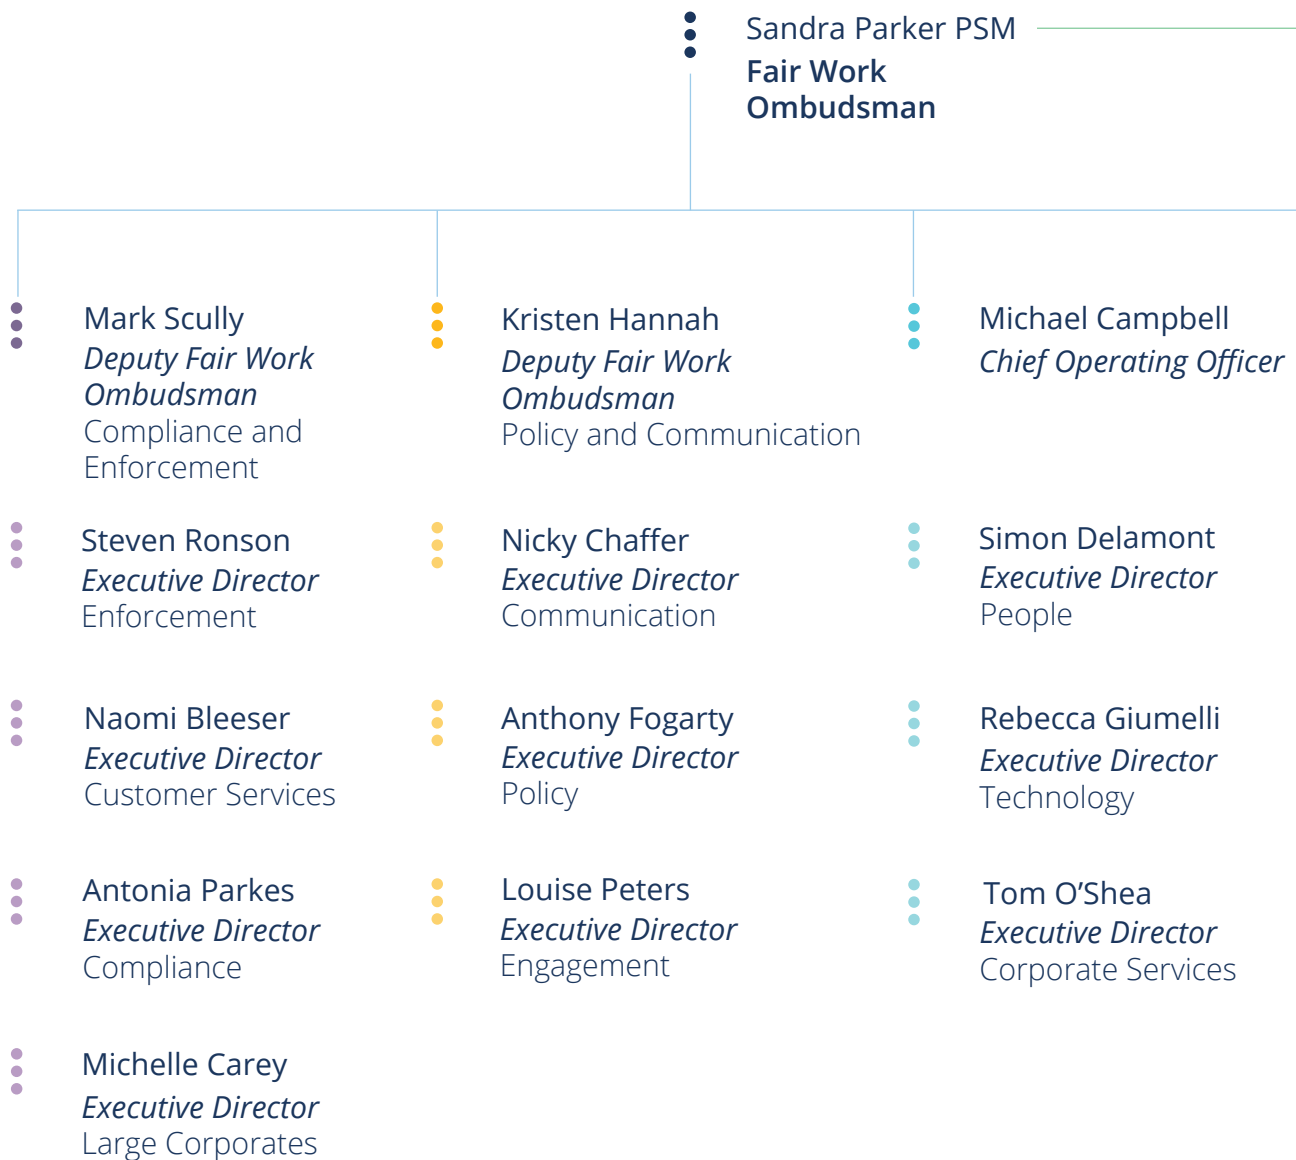 Sandra Parker PSM
Fair Work
Ombudsman
Mark Scully
Deputy Fair Work
Ombudsman
Compliance and
Enforcement
Steven Ronson
Executive Director
Enforcement
Naomi Bleeser
Executive Director
Customer Services
Antonia Parkes
Executive Director
Compliance
Michelle Carey
Executive Director
Large Corporates
Kristen Hannah
Deputy Fair Work
Ombudsman
Policy and Communication
Nicky Chaffer
Executive Director
Communication
Anthony Fogarty
Executive Director
Policy
Louise Peters
Executive Director
Engagement
Michael Campbell
Chief Operating Officer
Simon Delamont
Executive Director
People
Rebecca Giumelli
Executive Director
Technology
Tom O’Shea
Executive Director
Corporate Services